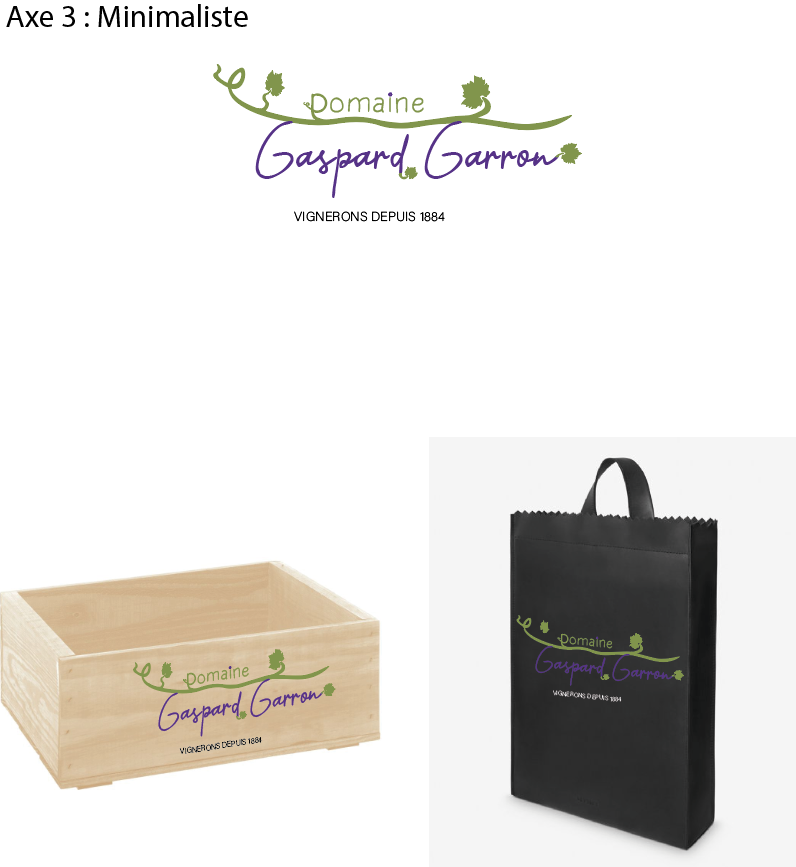 Axe 3 : Minimaliste
Domaine
Gaspard Garron
VIGNERONS DEPUIS 1884
Domaine
Gaspard Garron
VIGNERONS DEPUIS 1884
Domaine
Gaspard Garron
VIGNERONS DEPUIS 1884